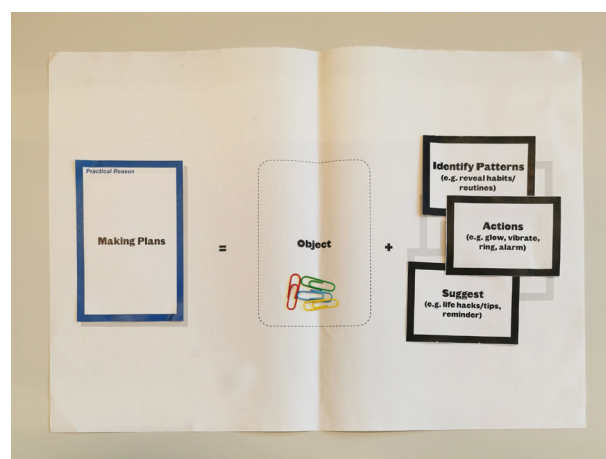 Practical Reason
Making Plans
=
Object
+
Identify Patterns
(e.g. reveal habits/
routines)
Actions
(e.g. glow, vibrate,
ring, alarm)
Suggest
(e.g. life hacks/tips,
reminder)